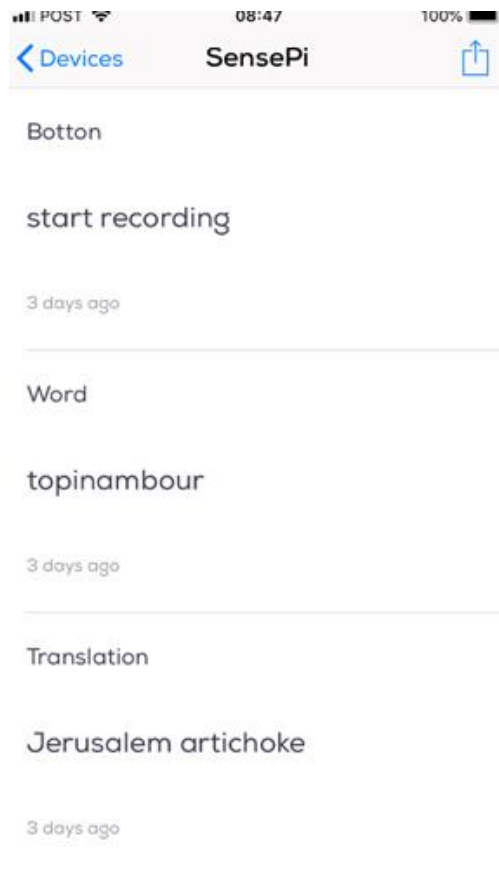 POST 08:47 100%
Devices SensePi
Botton
start recording
3 days ago
Word
topinambour
3 days ago
Translation
Jerusalem artichoke
3 days ago